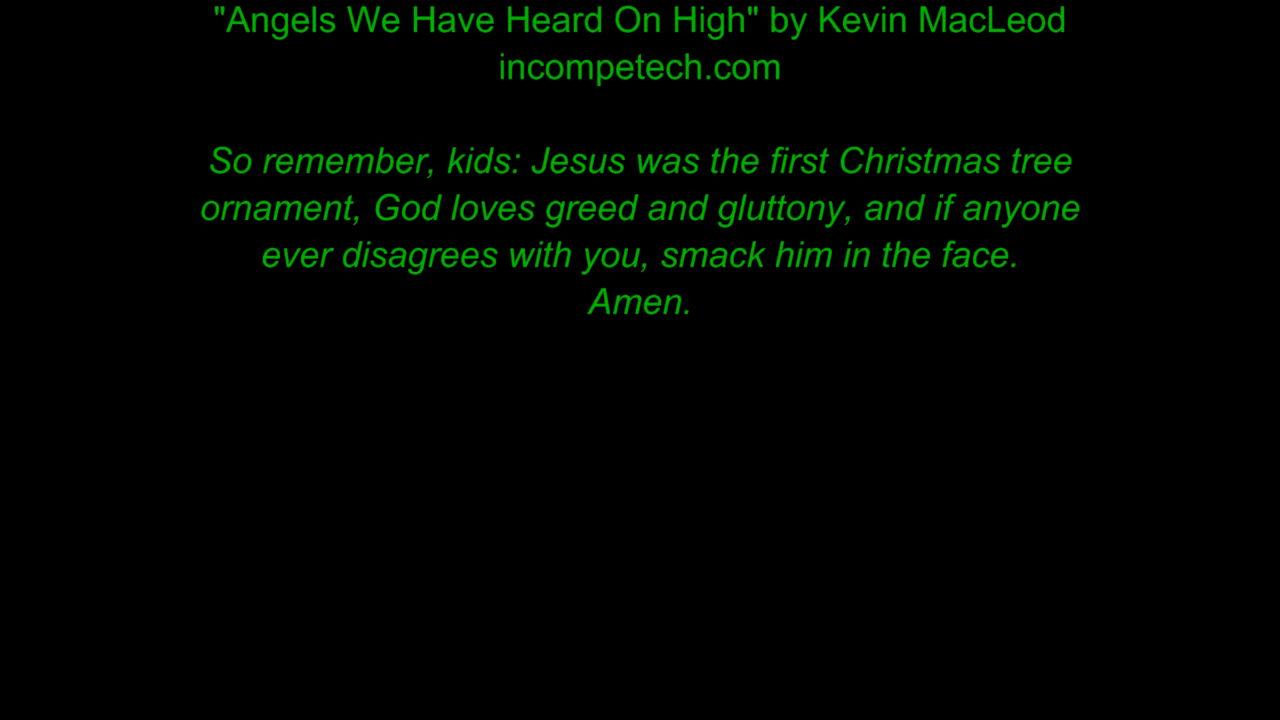 "Angels We Have Heard On High" by Kevin MacLeod
incompetech.com
So remember, kids: Jesus was the first Christmas tree
ornament, God loves greed and gluttony, and if anyone
ever disagrees with you, smack him in the face.
Amen.